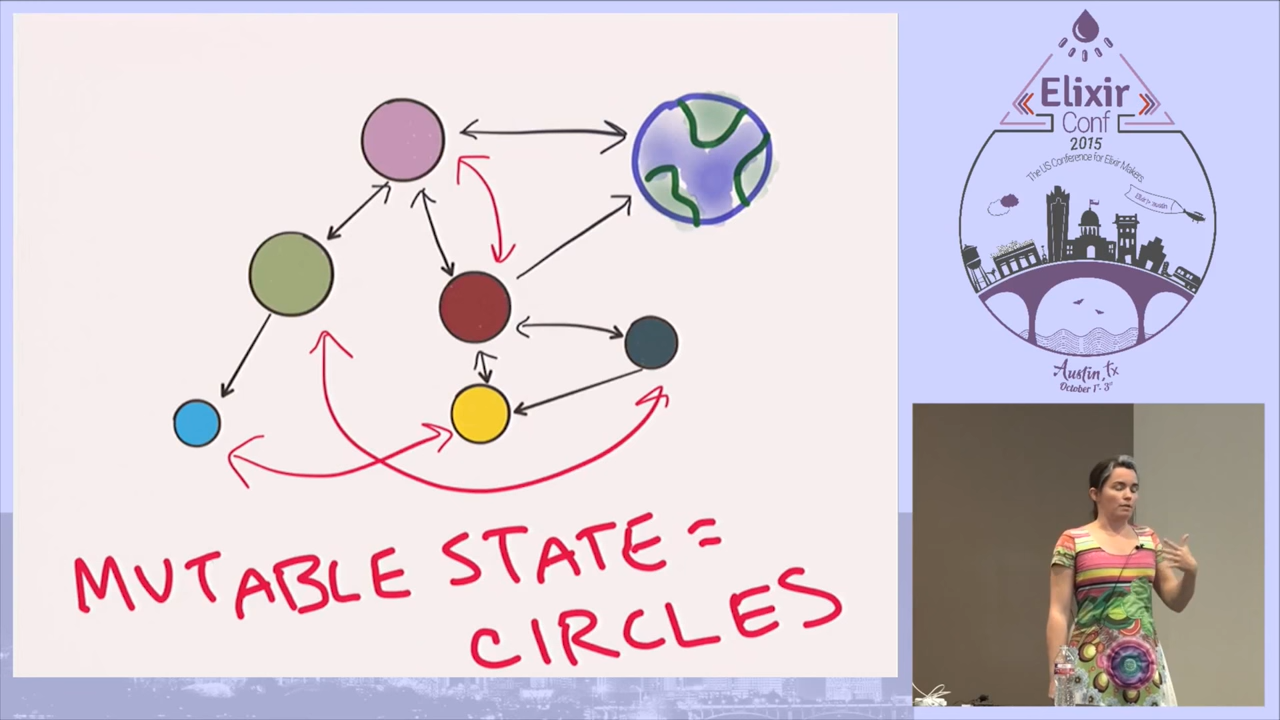 MUTABLE STATE =
CIRCLES
Elixir
Conf
2015
The US Conference for Elixir Makers
Austin, TX
October 1st - 3rd